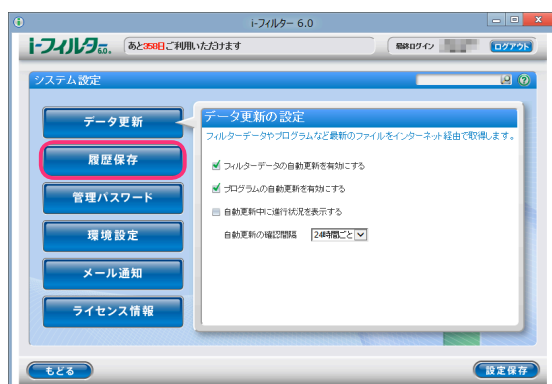 i-フィルター 6.0
i-フィルター 6.0
あと358日ご利用いただけます
最終ログイン
ログアウト
システム設定
データ更新
履歴保存
管理パスワード
環境設定
メール通知
ライセンス情報
データ更新の設定
フィルターデータやプログラムなど最新のファイルをインターネット経由で取得します。
フィルターデータの自動更新を有効にする
プログラムの自動更新を有効にする
自動更新中に進行状況を表示する
自動更新の確認間隔 24時間ごと
もどる
設定保存